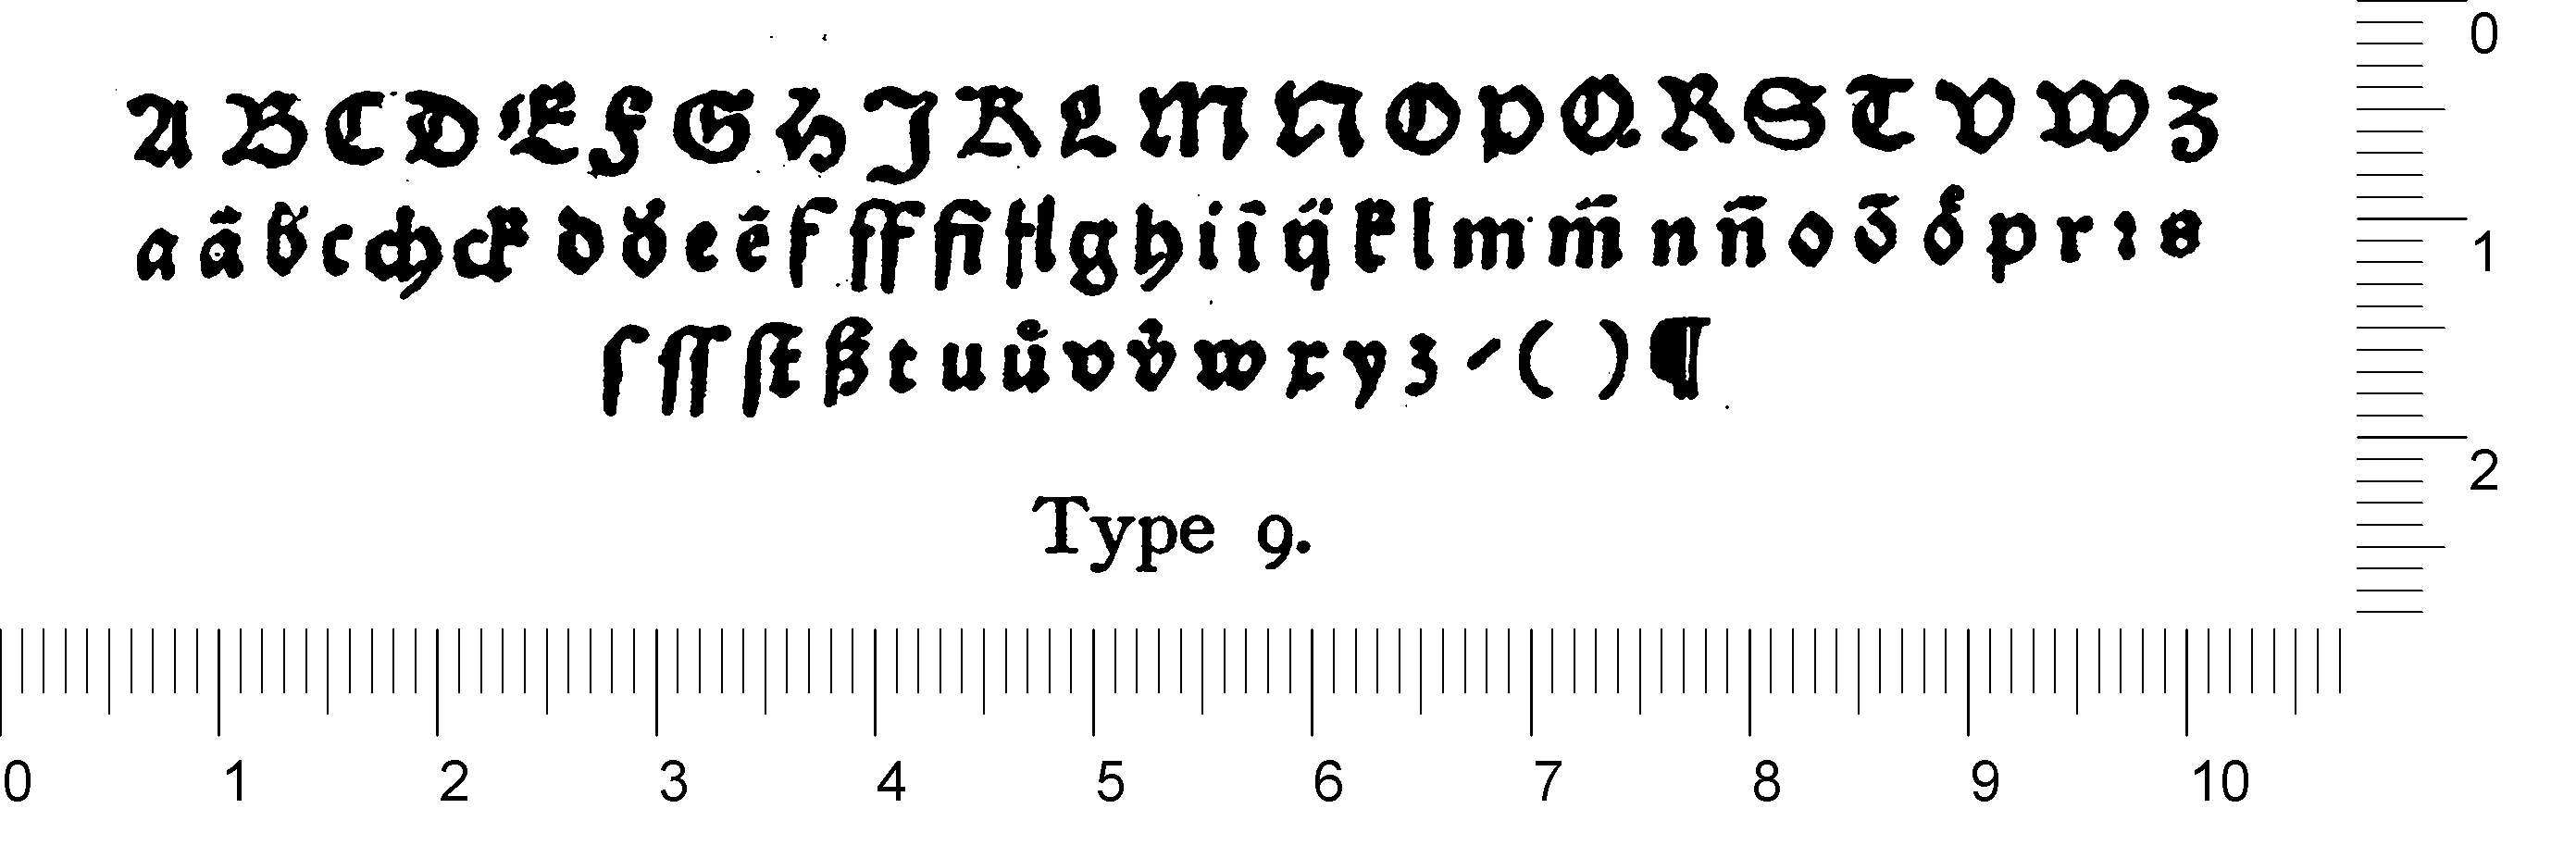 A B C D E F G H J K L M N O P Q R S T V W Z
a ā b c ch ck d d̄ e ē f ff fi fl g h i ī q̈ k l m m̄ n n̄ o ō oͤ p r ꝛ s
ſ ſſ ſt ß t u uͤ v v̾ w x y z / ( ) ¶
Type 9.
0 1 2 3 4 5 6 7 8 9 10
0
1
2